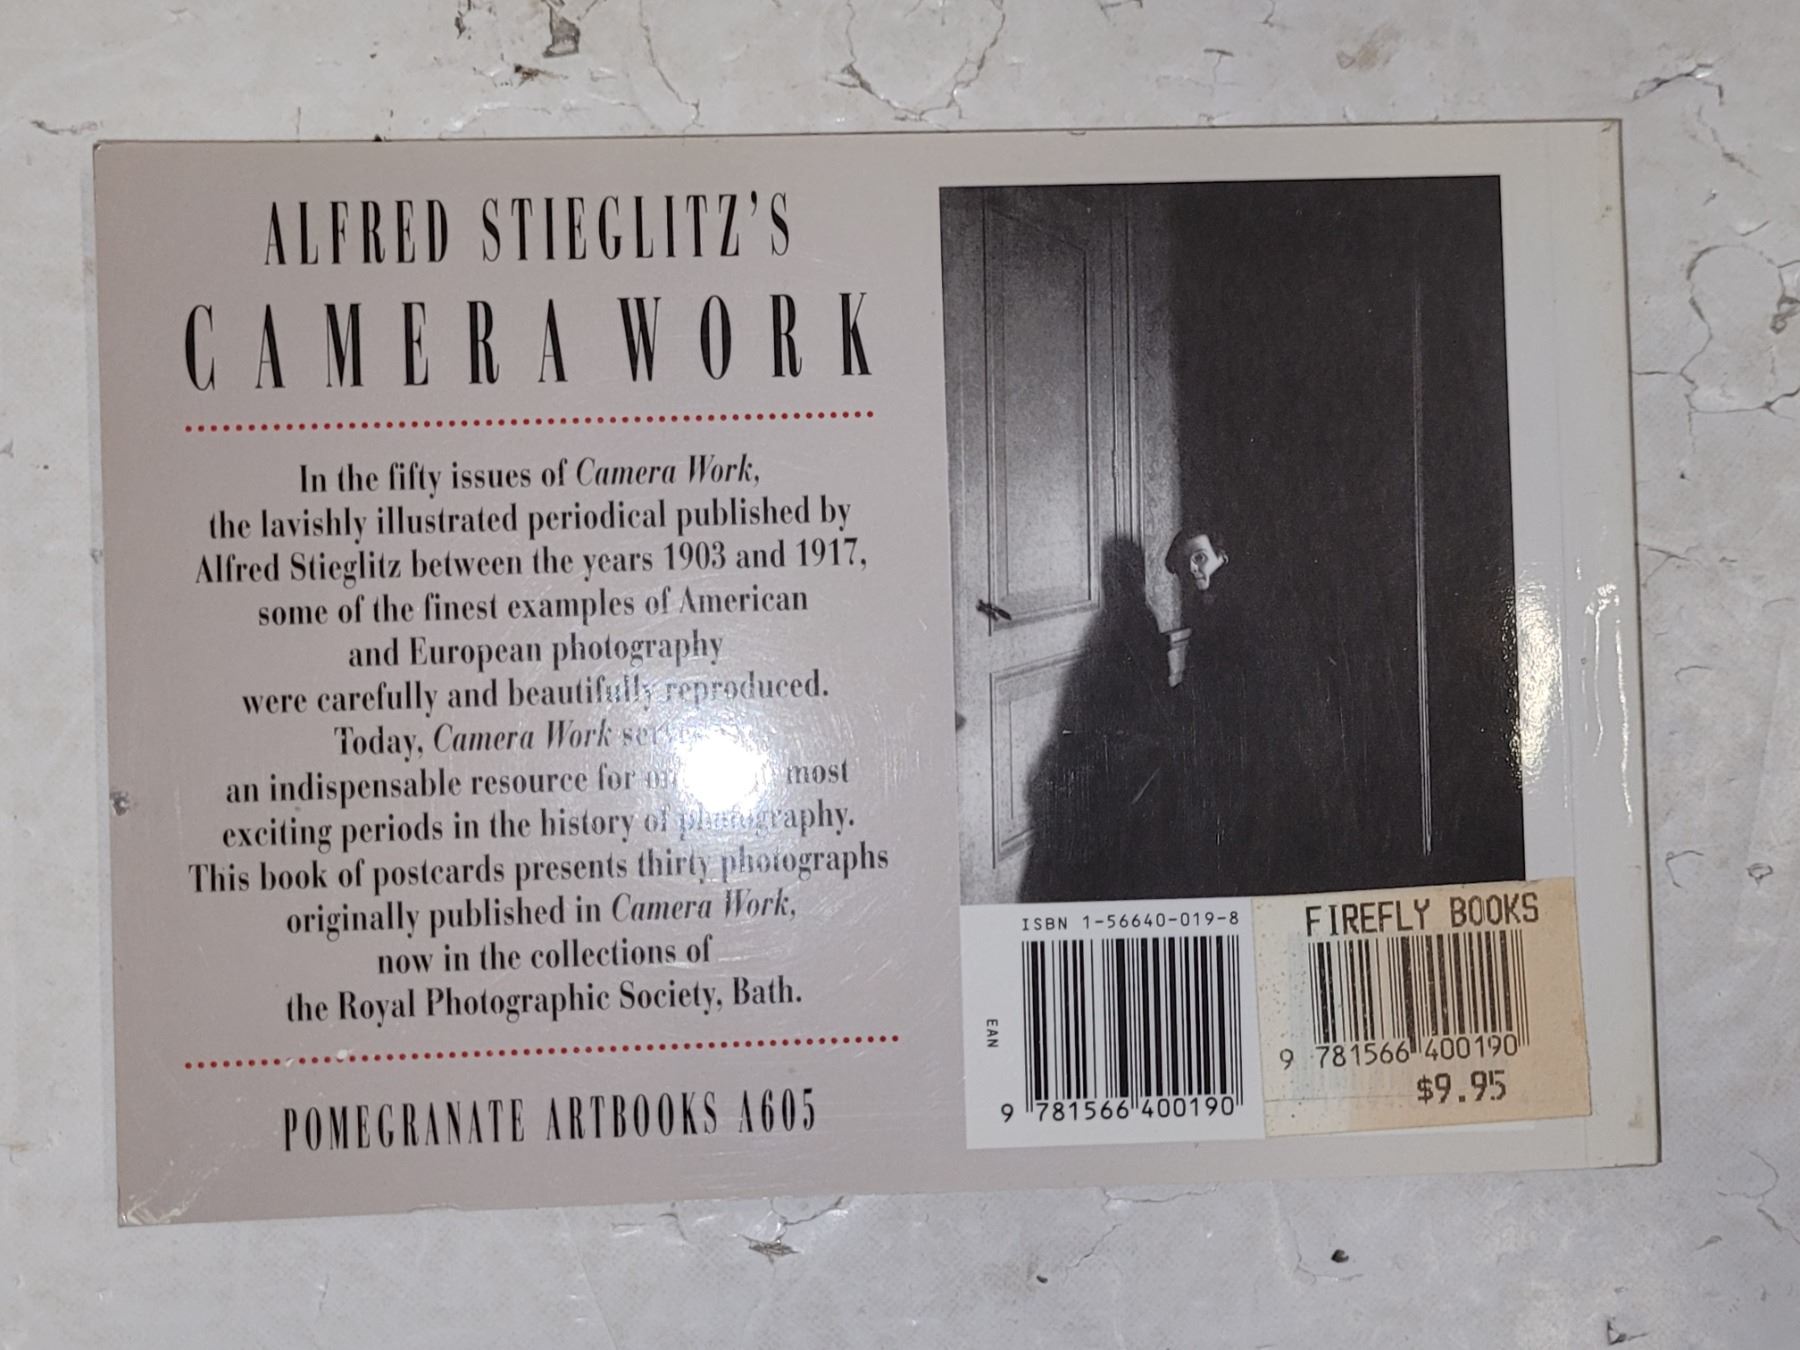 ALFRED STIEGLITZ'S
CAMERA WORK
In the fifty issues of Camera Work,
the lavishly illustrated periodical published by
Alfred Stieglitz between the years 1903 and 1917,
some of the finest examples of American
and European photography
were carefully and beautifully reproduced.
Today, Camera Work
an indispensable resource for most
exciting periods in the history of photography.
This book of postcards presents thirty photographs
originally published in Camera Work,
now in the collections of
the Royal Photographic Society, Bath.
POMEGRANATE ARTBOOKS A605
ISBN 1-56640-019-8
EAN
9 781566 400190
FIREFLY BOOKS
9 781566 400190
$9.95